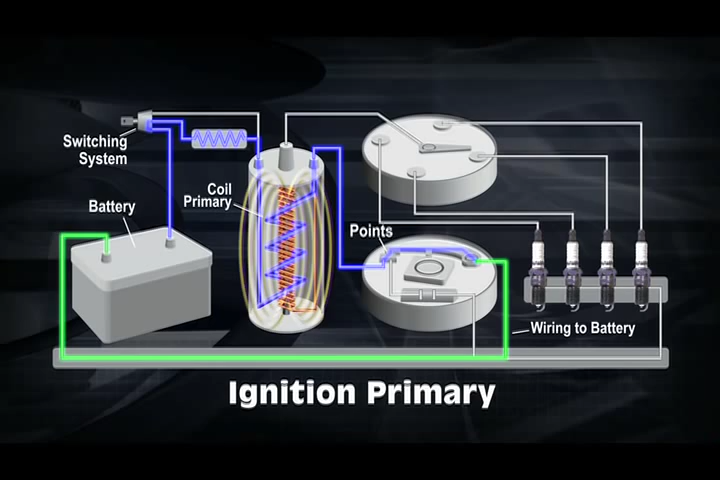 Switching
System
Battery
Coil
Primary
Points
Wiring to Battery
Ignition Primary